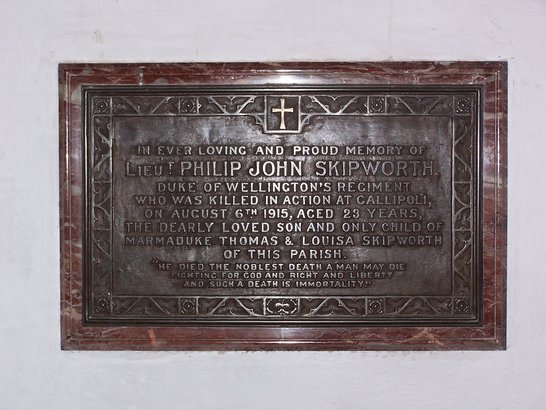 IN EVER LOVING AND PROUD MEMORY OF
LIEUT. PHILIP JOHN SKIPWORTH,
DUKE OF WELLINGTON'S REGIMENT
WHO WAS KILLED IN ACTION AT GALLIPOLI,
ON AUGUST 6TH 1915, AGED 23 YEARS,
THE DEARLY LOVED SON AND ONLY CHILD OF
MARMADUKE THOMAS & LOUISA SKIPWORTH
OF THIS PARISH.
"HE DIED THE NOBLEST DEATH A MAN MAY DIE
FIGHTING FOR GOD AND RIGHT AND LIBERTY
AND SUCH A DEATH IS IMMORTALITY."